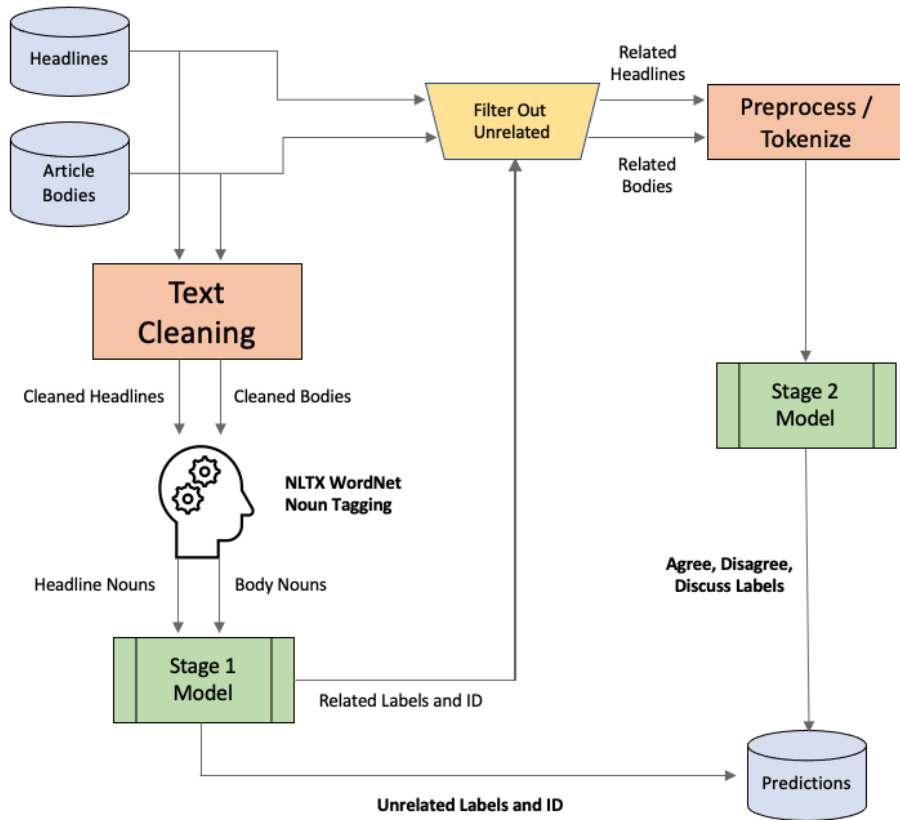 Headlines
Article
Bodies
Filter Out
Unrelated
Related
Headlines
Related
Bodies
Preprocess /
Tokenize
Text
Cleaning
Cleaned Headlines
Cleaned Bodies
NLTX WordNet
Noun Tagging
Headline Nouns
Body Nouns
Stage 1
Model
Related Labels and ID
Stage 2
Model
Agree, Disagree,
Discuss Labels
Unrelated Labels and ID
Predictions